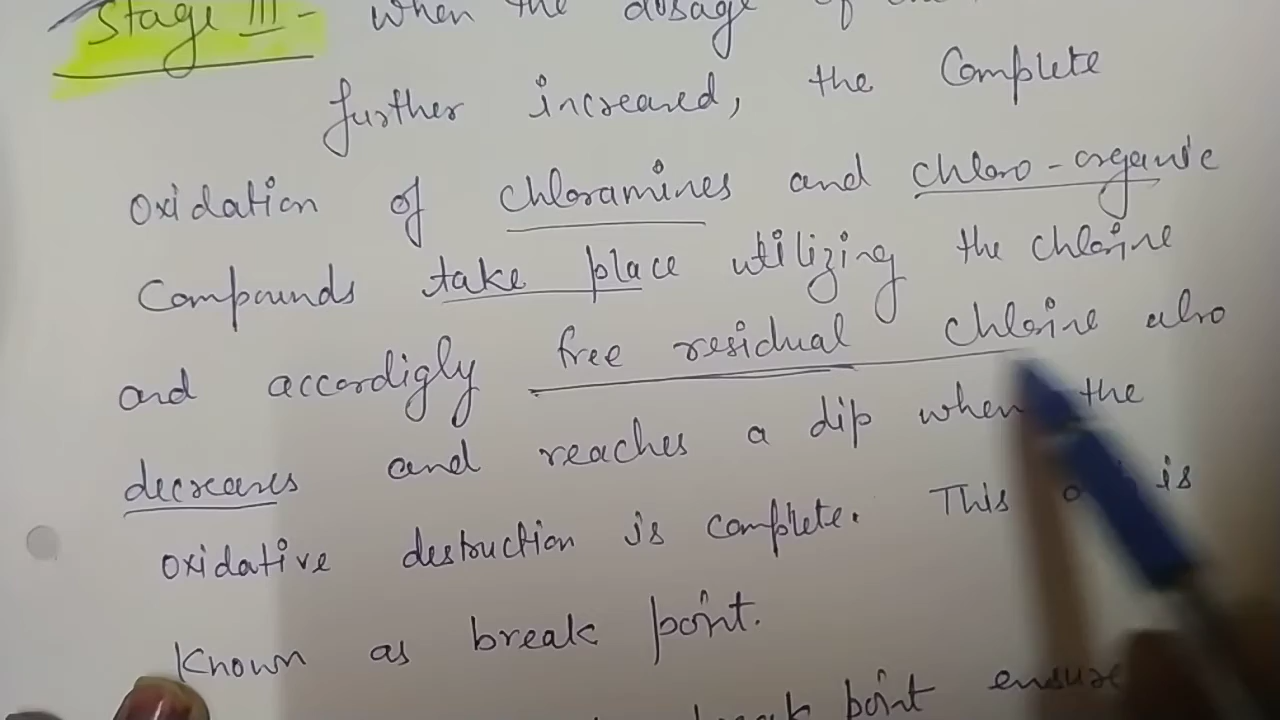 Stage III - When the dosage of
further increased, the Complete
oxidation of chloramines and chloro-organic
Compounds take place utilizing the chlorine
and accordigly free residual chlorine also
decreases and reaches a dip when the
oxidative destruction is complete. This is
Known as break point.
break point ensure